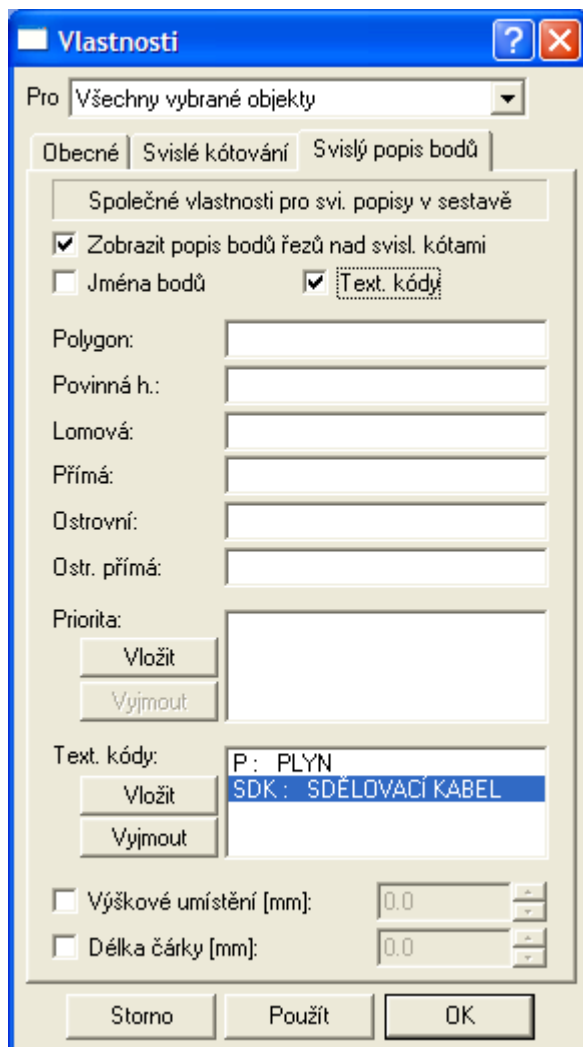 Vlastnosti
Pro Všechny vybrané objekty
Obecné Svislé kótování Svislý popis bodů
Společné vlastnosti pro svi. popisy v sestavě
Zobrazit popis bodů řezů nad svisl. kótami
Jména bodů Text. kódy
Polygon:
Povinná h.:
Lomová:
Přímá:
Ostrovní:
Ostr. přímá:
Priorita:
Vložit
Vyjmout
Text. kódy:
P : PLYN
Vložit
SDK : SDĚLOVACÍ KABEL
Vyjmout
Výškové umístění [mm]: 0.0
Délka čárky [mm]: 0.0
Storno Použít OK